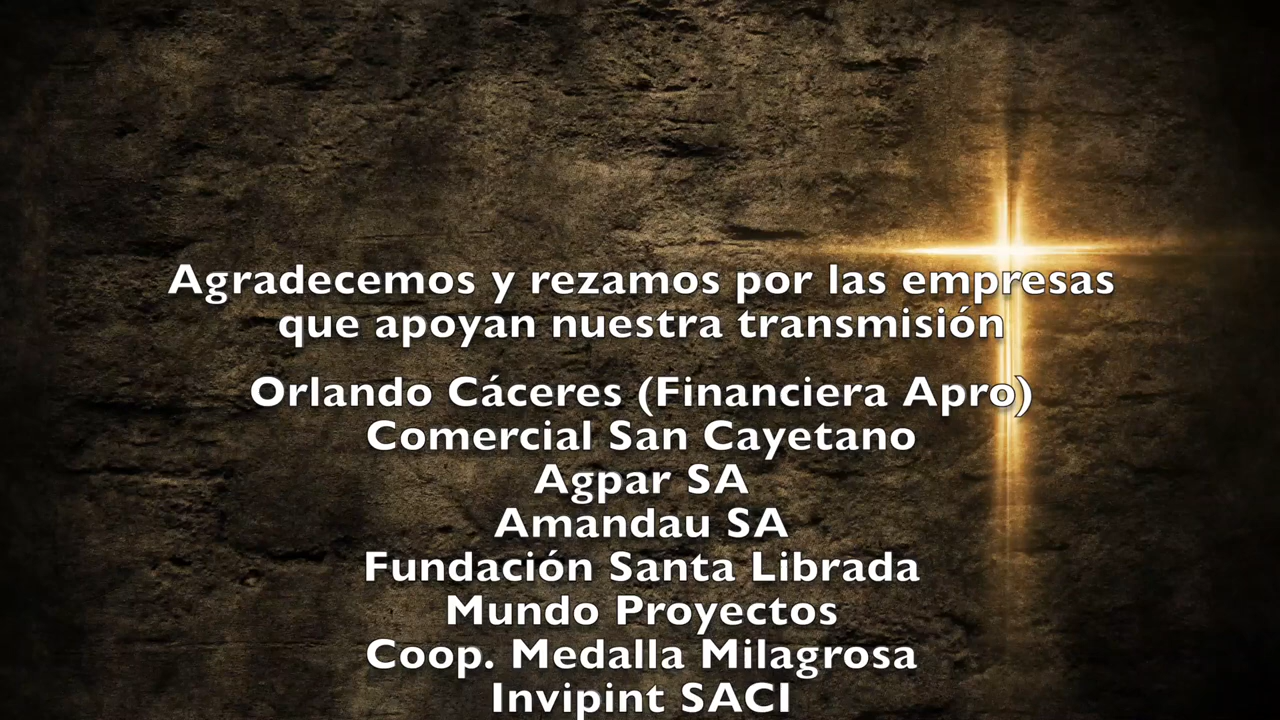 Agradecemos y rezamos por las empresas
que apoyan nuestra transmisión
Orlando Cáceres (Financiera Apro)
Comercial San Cayetano
Agpar SA
Amandau SA
Fundación Santa Librada
Mundo Proyectos
Coop. Medalla Milagrosa
Invipint SACI